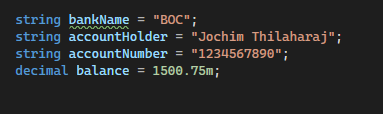 string bankName = "BOC";
string accountHolder = "Jochim Thilaharaj";
string accountNumber = "1234567890";
decimal balance = 1500.75m;